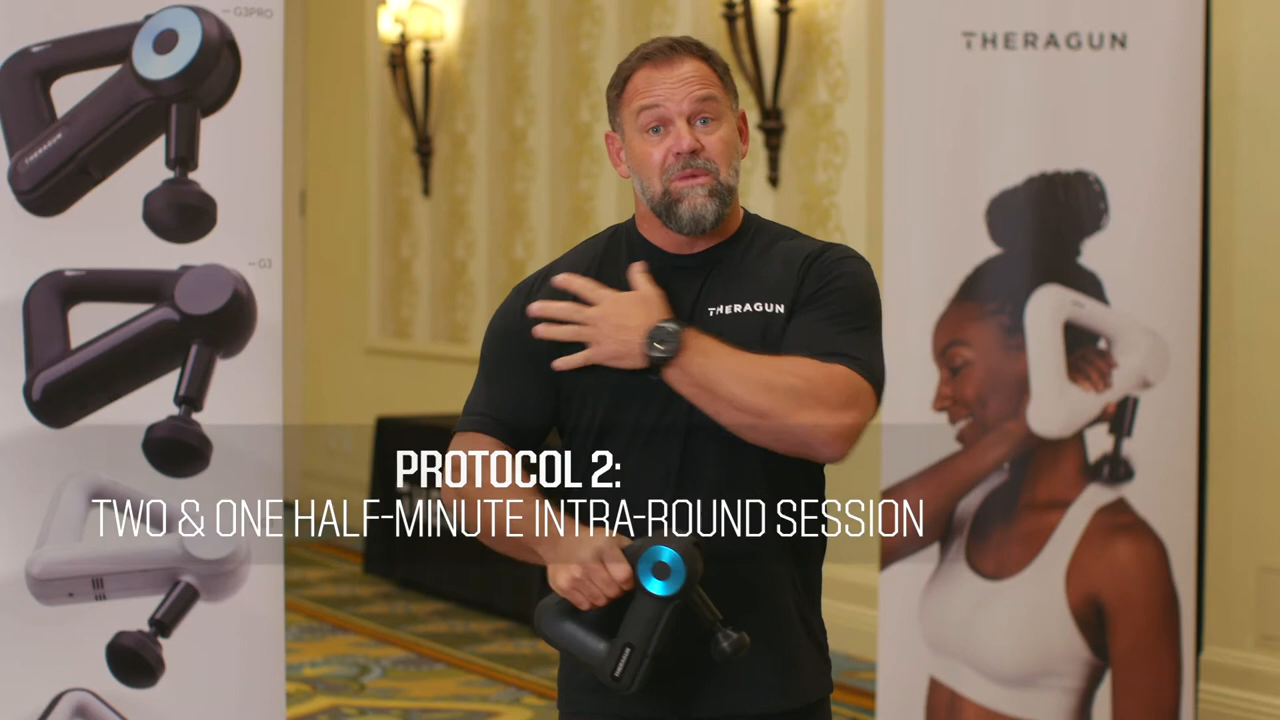 G3PRO
THERAGUN
THERAGUN
G3
THERAGUN
PROTOCOL 2:
TWO & ONE HALF-MINUTE INTRA-ROUND SESSION
THERAGUN